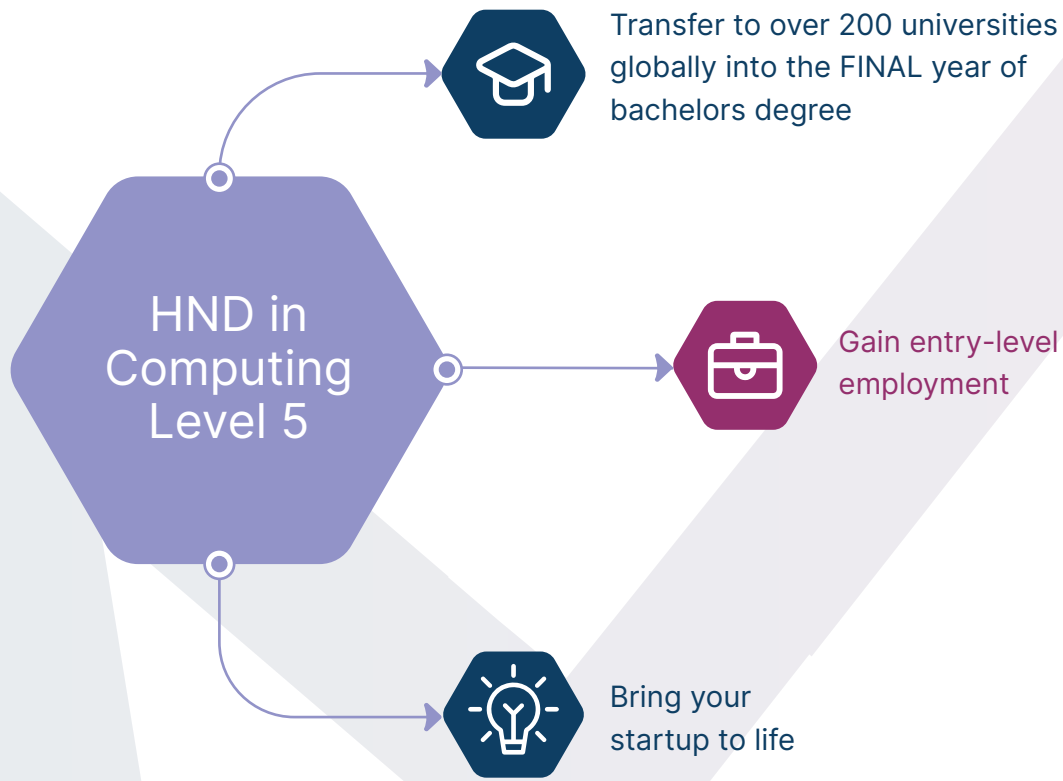 Transfer to over 200 universities
globally into the FINAL year of
bachelors degree
HND in
Computing
Level 5
Gain entry-level
employment
Bring your
startup to life